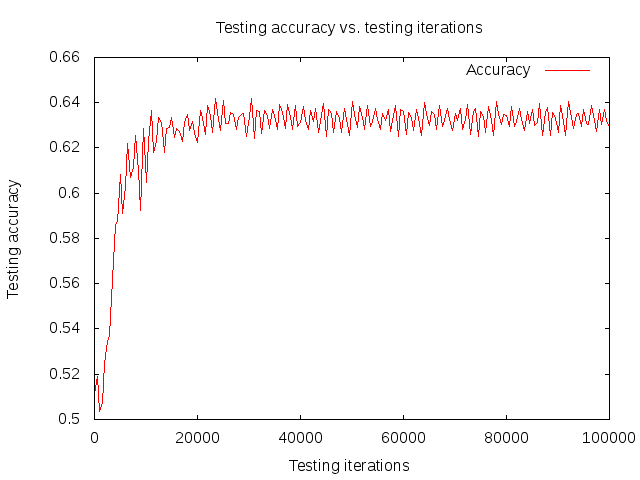 Testing accuracy vs. testing iterations
Accuracy
Testing accuracy
0.66
0.64
0.62
0.6
0.58
0.56
0.54
0.52
0.5
0 20000 40000 60000 80000 100000
Testing iterations